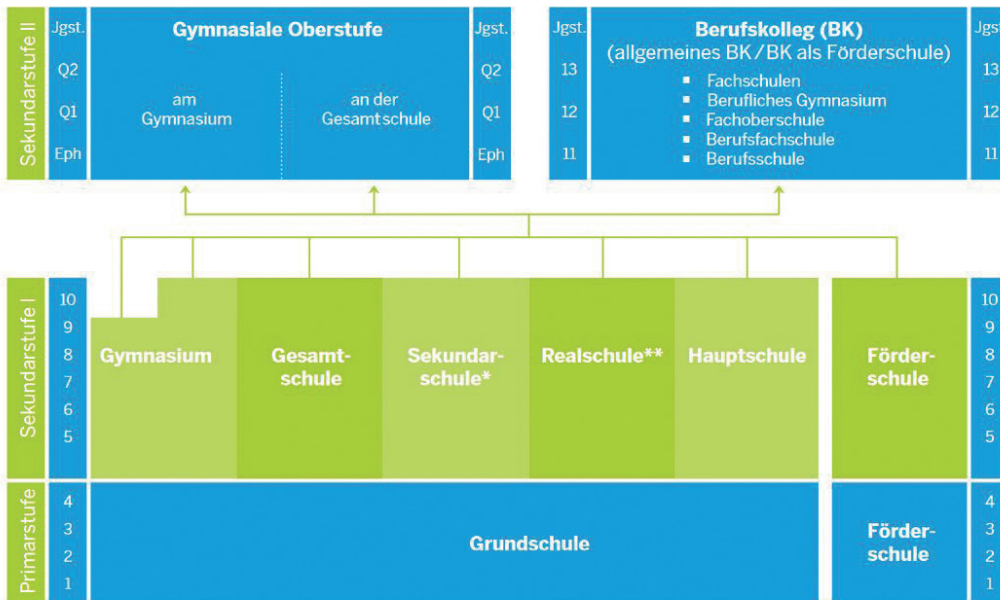 Sekundarstufe II
Jgst.
Q2
Q1
Eph
Gymnasiale Oberstufe
am
Gymnasium
an der
Gesamtschule
Jgst.
Q2
Q1
Eph
Jgst.
13
12
11
Berufskolleg (BK)
(allgemeines BK/BK als Förderschule)
▪ Fachschulen
▪ Berufliches Gymnasium
▪ Fachoberschule
▪ Berufsfachschule
▪ Berufsschule
Jgst
13
12
11
Sekundarstufe I
10
9
8
7
6
5
Gymnasium
Gesamt-
schule
Sekundar-
schule*
Realschule**
Hauptschule
Förder-
schule
10
9
8
7
6
5
Primarstufe
4
3
2
1
Grundschule
Förder-
schule
4
3
2
1